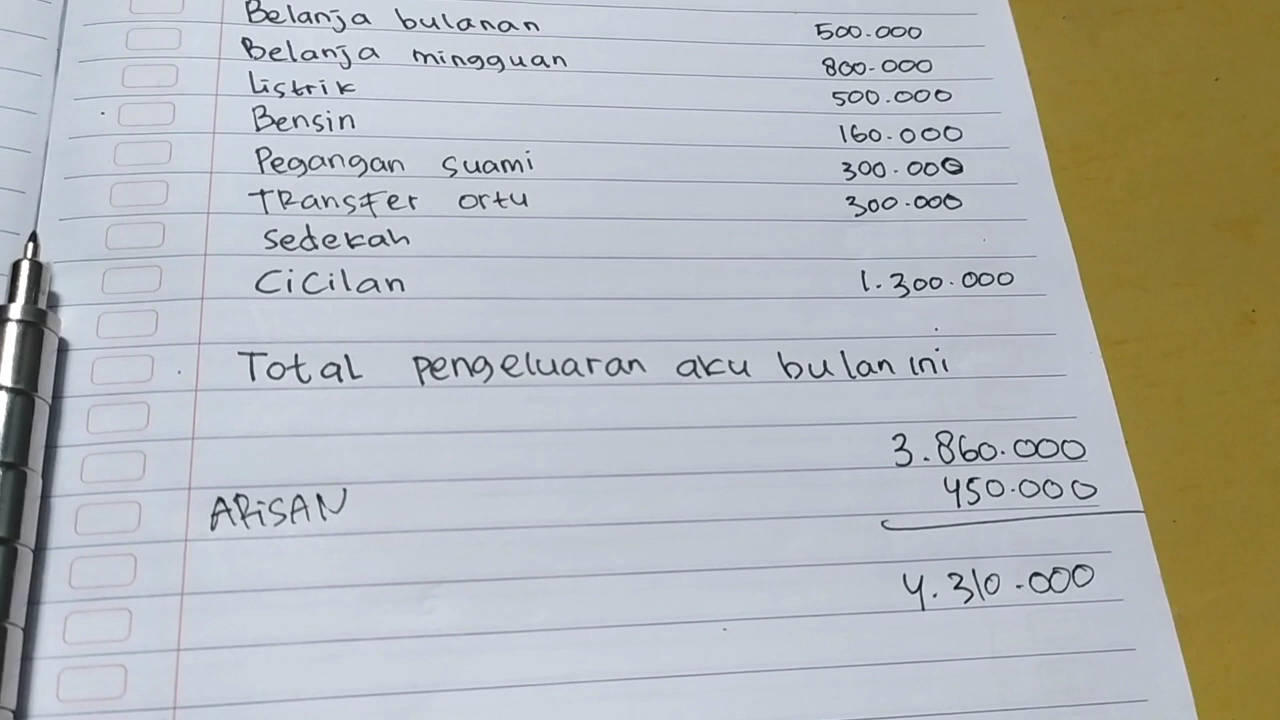 Belanja bulanan 500.000
Belanja mingguan 800.000
Listrik 500.000
Bensin 160.000
Pegangan suami 300.000
TRansfer ortu 300.000
Sedekah
Cicilan 1.300.000
Total pengeluaran aku bulan ini
3.860.000
ARiSAN 450.000
4.310.000